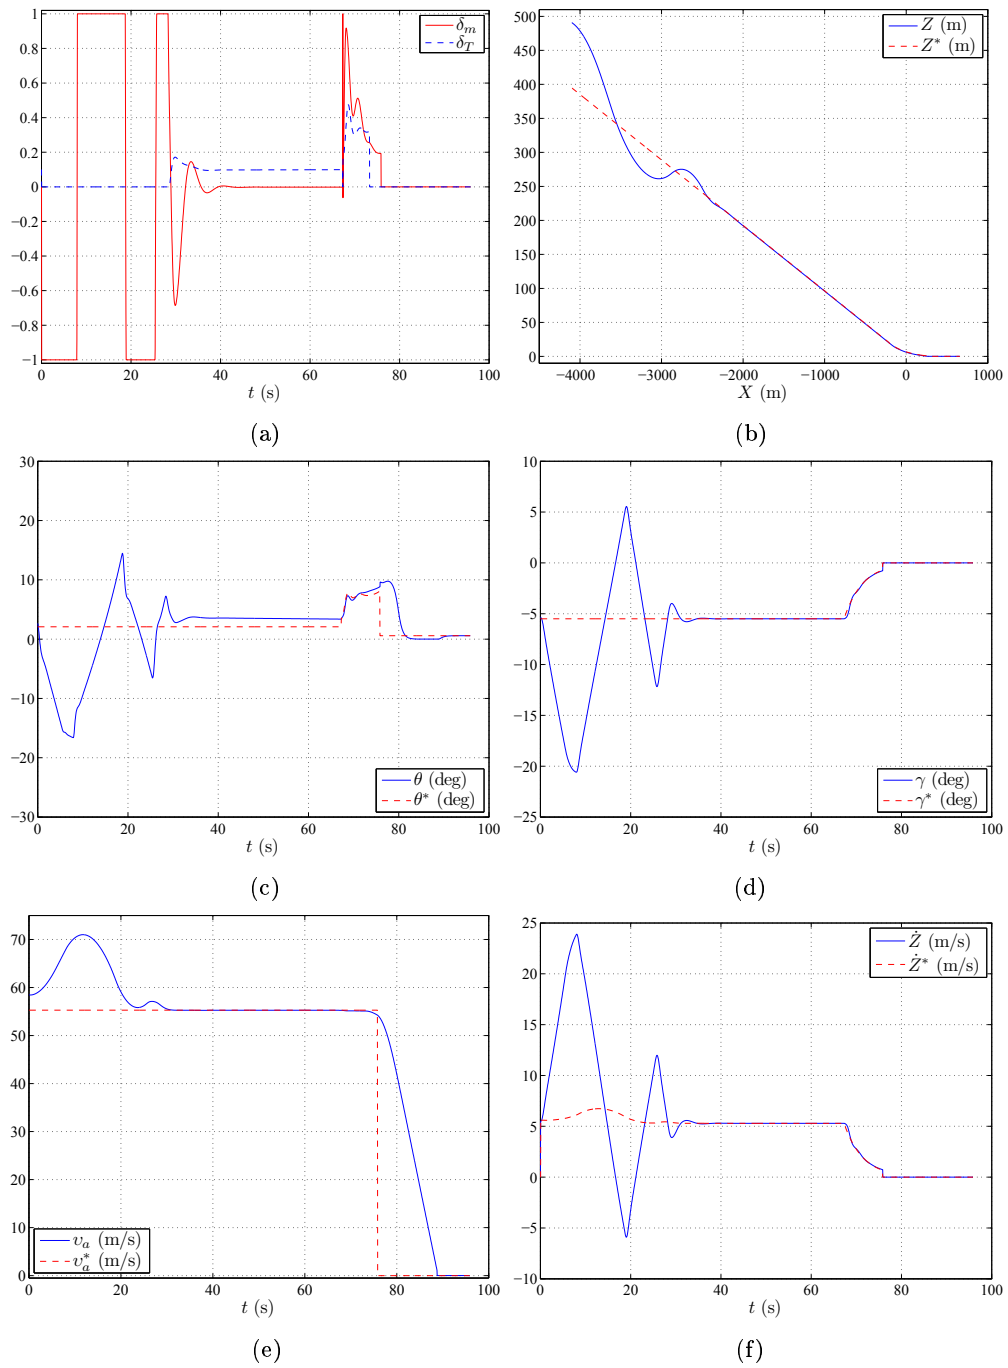 1
0.8
0.6
0.4
0.2
0
−0.2
−0.4
−0.6
−0.8
−1
0 20 40 60 80 100
t (s)
δ_m
δ_T
(a)
500
450
400
350
300
250
200
150
100
50
0
−4000 −3000 −2000 −1000 0 1000
X (m)
Z (m)
Z* (m)
(b)
30
20
10
0
−10
−20
−30
0 20 40 60 80 100
t (s)
θ (deg)
θ* (deg)
(c)
10
5
0
−5
−10
−15
−20
−25
0 20 40 60 80 100
t (s)
γ (deg)
γ* (deg)
(d)
70
60
50
40
30
20
10
0
0 20 40 60 80 100
t (s)
v_a (m/s)
v_a* (m/s)
(e)
25
20
15
10
5
0
−5
−10
0 20 40 60 80 100
t (s)
Ż (m/s)
Ż* (m/s)
(f)